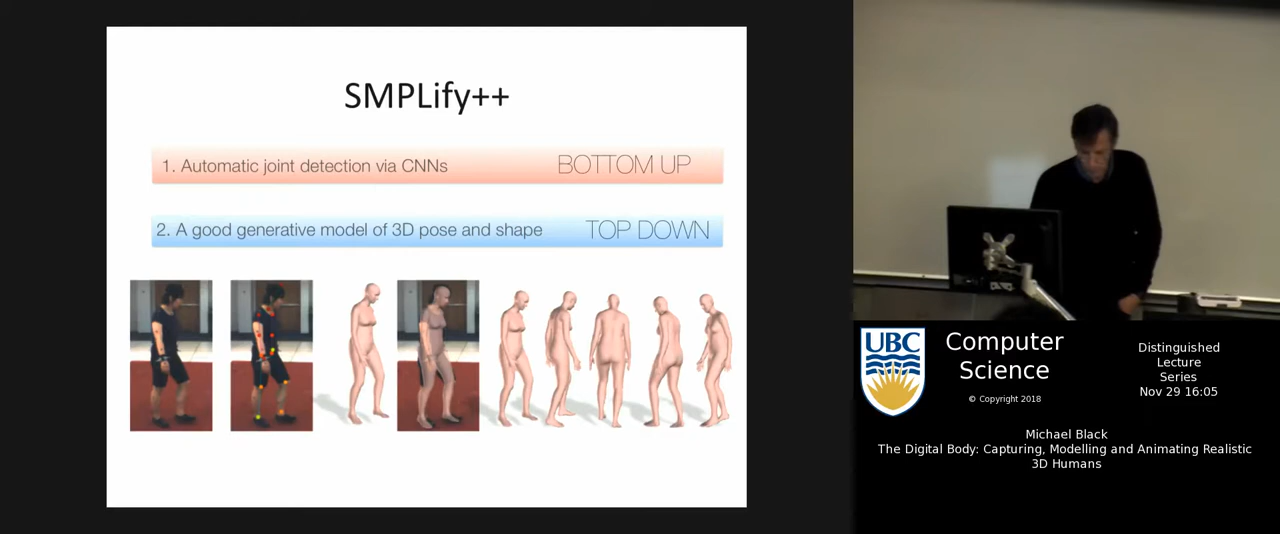 SMPLify++
1. Automatic joint detection via CNNs BOTTOM UP
2. A good generative model of 3D pose and shape TOP DOWN
UBC
Computer
Science
© Copyright 2018
Distinguished
Lecture
Series
Nov 29 16:05
Michael Black
The Digital Body: Capturing, Modelling and Animating Realistic
3D Humans